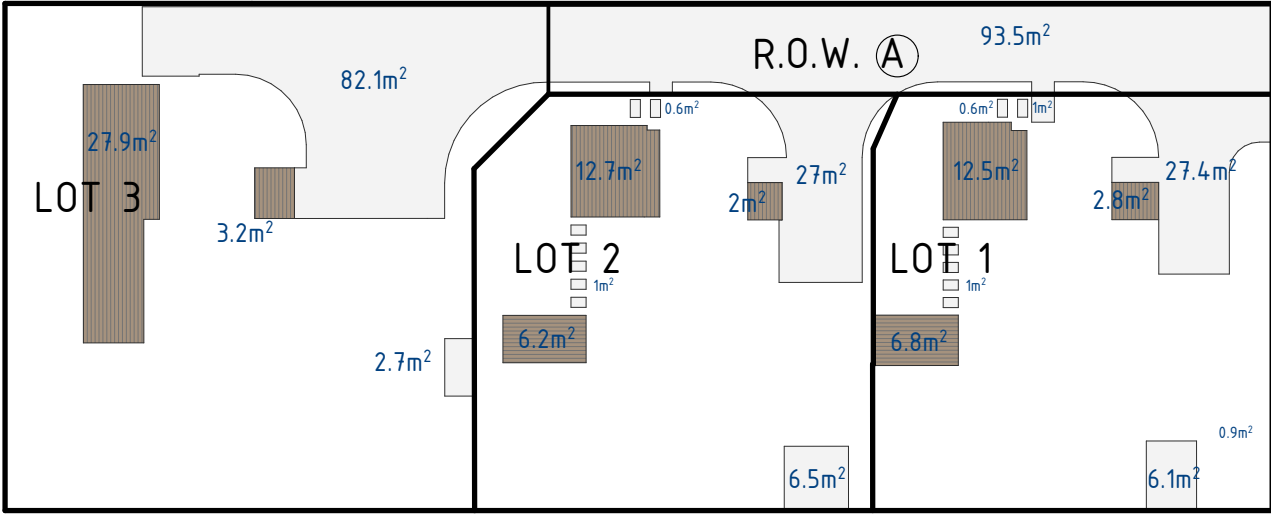 93.5m²
R.O.W. A
82.1m²
0.6m²
0.6m²
1m²
27.9m²
12.7m²
27m²
12.5m²
27.4m²
LOT 3
2m²
2.8m²
3.2m²
LOT 2
LOT 1
1m²
1m²
6.2m²
6.8m²
2.7m²
0.9m²
6.5m²
6.1m²